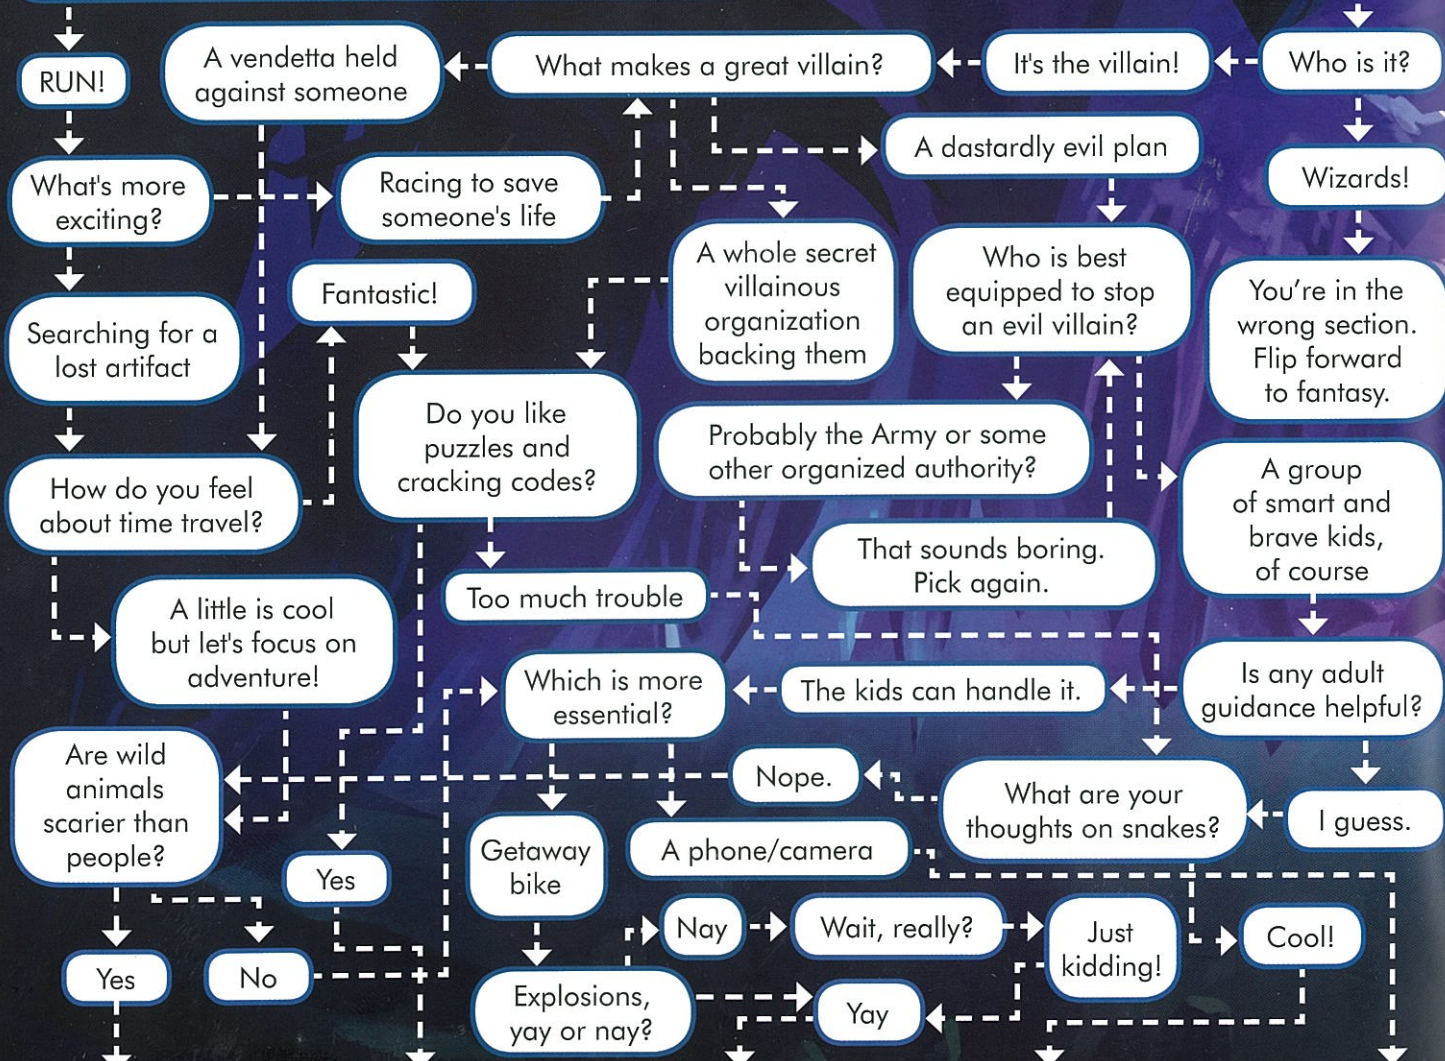 RUN!
A vendetta held
against someone
What makes a great villain?
It's the villain!
Who is it?
A dastardly evil plan
Wizards!
What's more
exciting?
Racing to save
someone's life
A whole secret
villainous
organization
backing them
Who is best
equipped to stop
an evil villain?
You’re in the
wrong section.
Flip forward
to fantasy.
Fantastic!
Searching for a
lost artifact
Do you like
puzzles and
cracking codes?
Probably the Army or some
other organized authority?
A group
of smart and
brave kids,
of course
How do you feel
about time travel?
That sounds boring.
Pick again.
Too much trouble
A little is cool
but let's focus on
adventure!
Which is more
essential?
The kids can handle it.
Is any adult
guidance helpful?
Are wild
animals
scarier than
people?
Nope.
What are your
thoughts on snakes?
I guess.
Getaway
bike
A phone/camera
Yes
Nay
Wait, really?
Just
kidding!
Cool!
Yes
No
Explosions,
yay or nay?
Yay